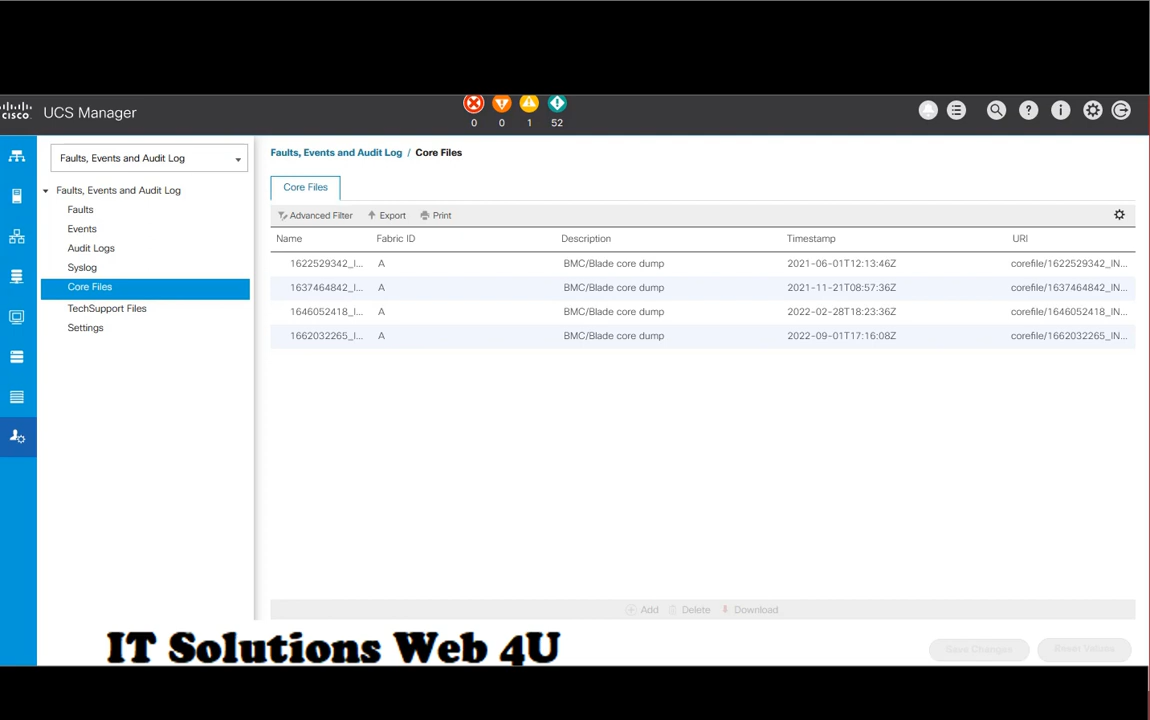 CISCO
UCS Manager
0 0 1 52
Faults, Events and Audit Log
Faults, Events and Audit Log / Core Files
Faults, Events and Audit Log
Faults
Events
Audit Logs
Syslog
Core Files
TechSupport Files
Settings
Core Files
Advanced Filter Export Print
Name Fabric ID Description Timestamp URI
1622529342_I... A BMC/Blade core dump 2021-06-01T12:13:46Z corefile/1622529342_IN...
1637464842_I... A BMC/Blade core dump 2021-11-21T08:57:36Z corefile/1637464842_IN...
1646052418_I... A BMC/Blade core dump 2022-02-28T18:23:36Z corefile/1646052418_IN...
1662032265_I... A BMC/Blade core dump 2022-09-01T17:16:08Z corefile/1662032265_IN...
Add Delete Download
Save Changes Reset Values
IT Solutions Web 4U